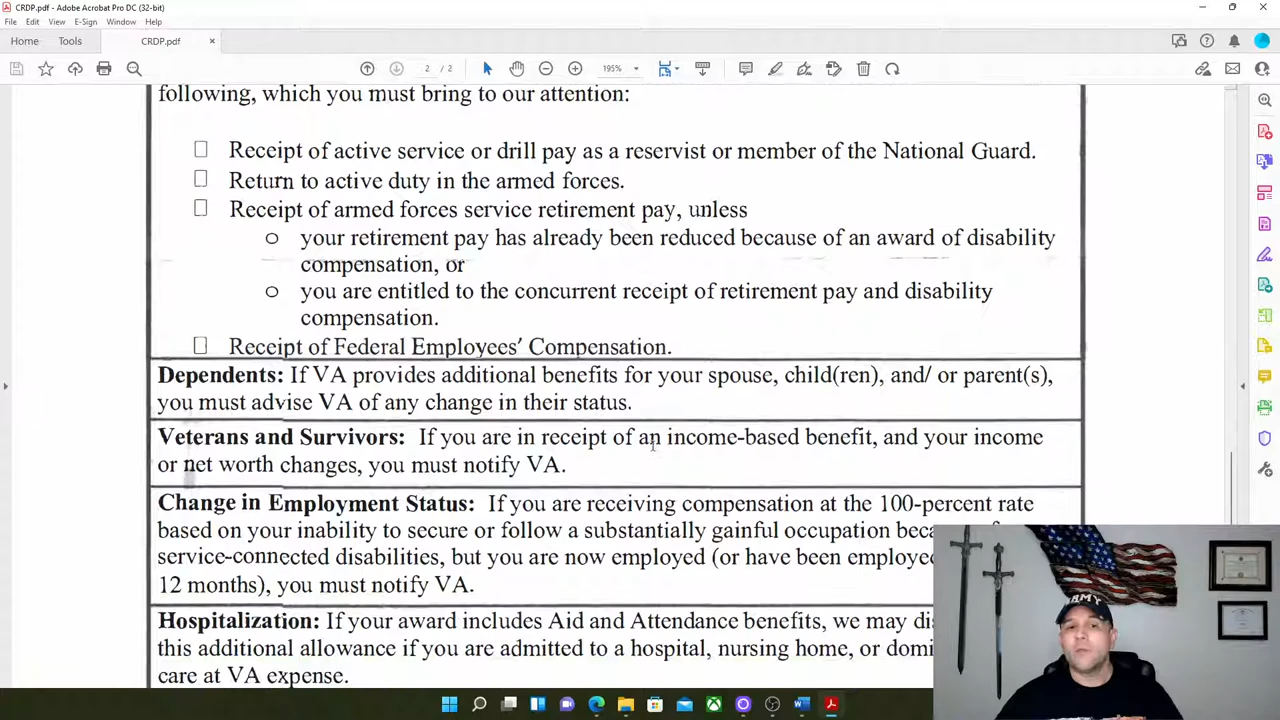 CRDP.pdf - Adobe Acrobat Pro DC (32-bit)
File Edit View E-Sign Window Help
Home Tools CRDP.pdf
2 / 2 195%
following, which you must bring to our attention:
Receipt of active service or drill pay as a reservist or member of the National Guard.
Return to active duty in the armed forces.
Receipt of armed forces service retirement pay, unless
o your retirement pay has already been reduced because of an award of disability
compensation, or
o you are entitled to the concurrent receipt of retirement pay and disability
compensation.
Receipt of Federal Employees' Compensation.
Dependents: If VA provides additional benefits for your spouse, child(ren), and/ or parent(s),
you must advise VA of any change in their status.
Veterans and Survivors: If you are in receipt of an income-based benefit, and your income
or net worth changes, you must notify VA.
Change in Employment Status: If you are receiving compensation at the 100-percent rate
based on your inability to secure or follow a substantially gainful occupation
service-connected disabilities, but you are now employed (or have been employed
12 months), you must notify VA.
Hospitalization: If your award includes Aid and Attendance benefits, we may
this additional allowance if you are admitted to a hospital, nursing home, or
care at VA expense.
ARMY